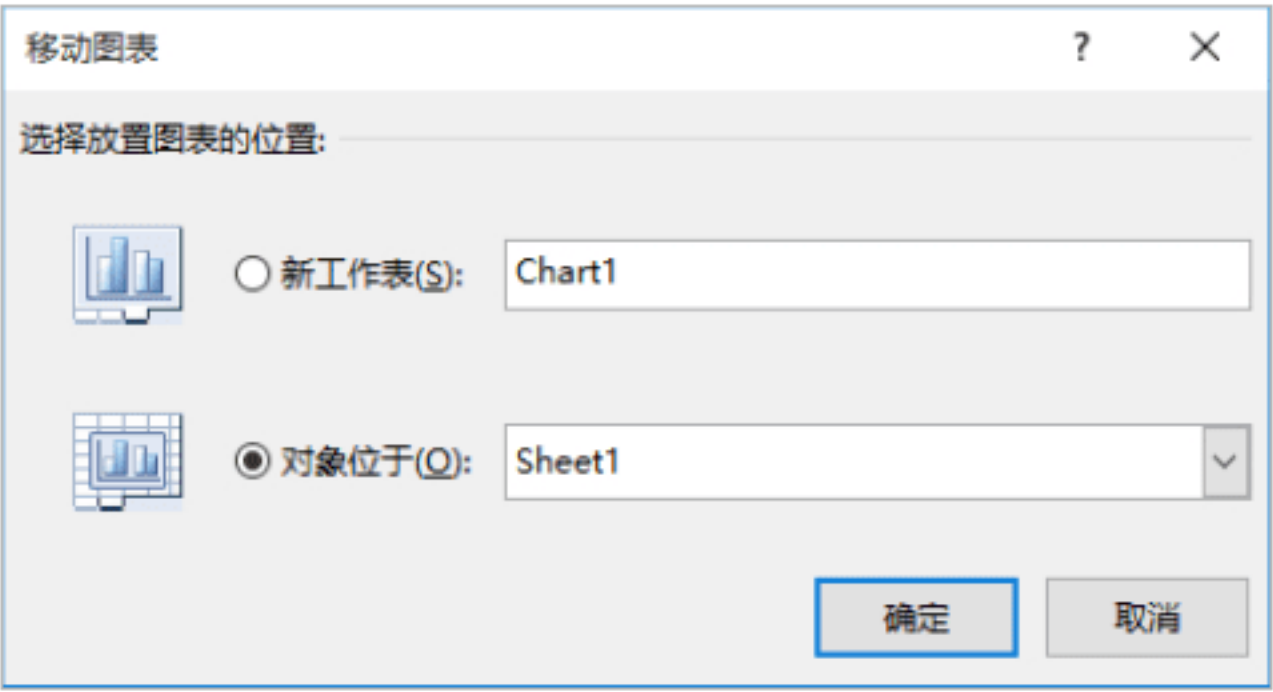 移动图表 ?
选择放置图表的位置:
新工作表(S): Chart1
对象位于(O): Sheet1
确定 取消